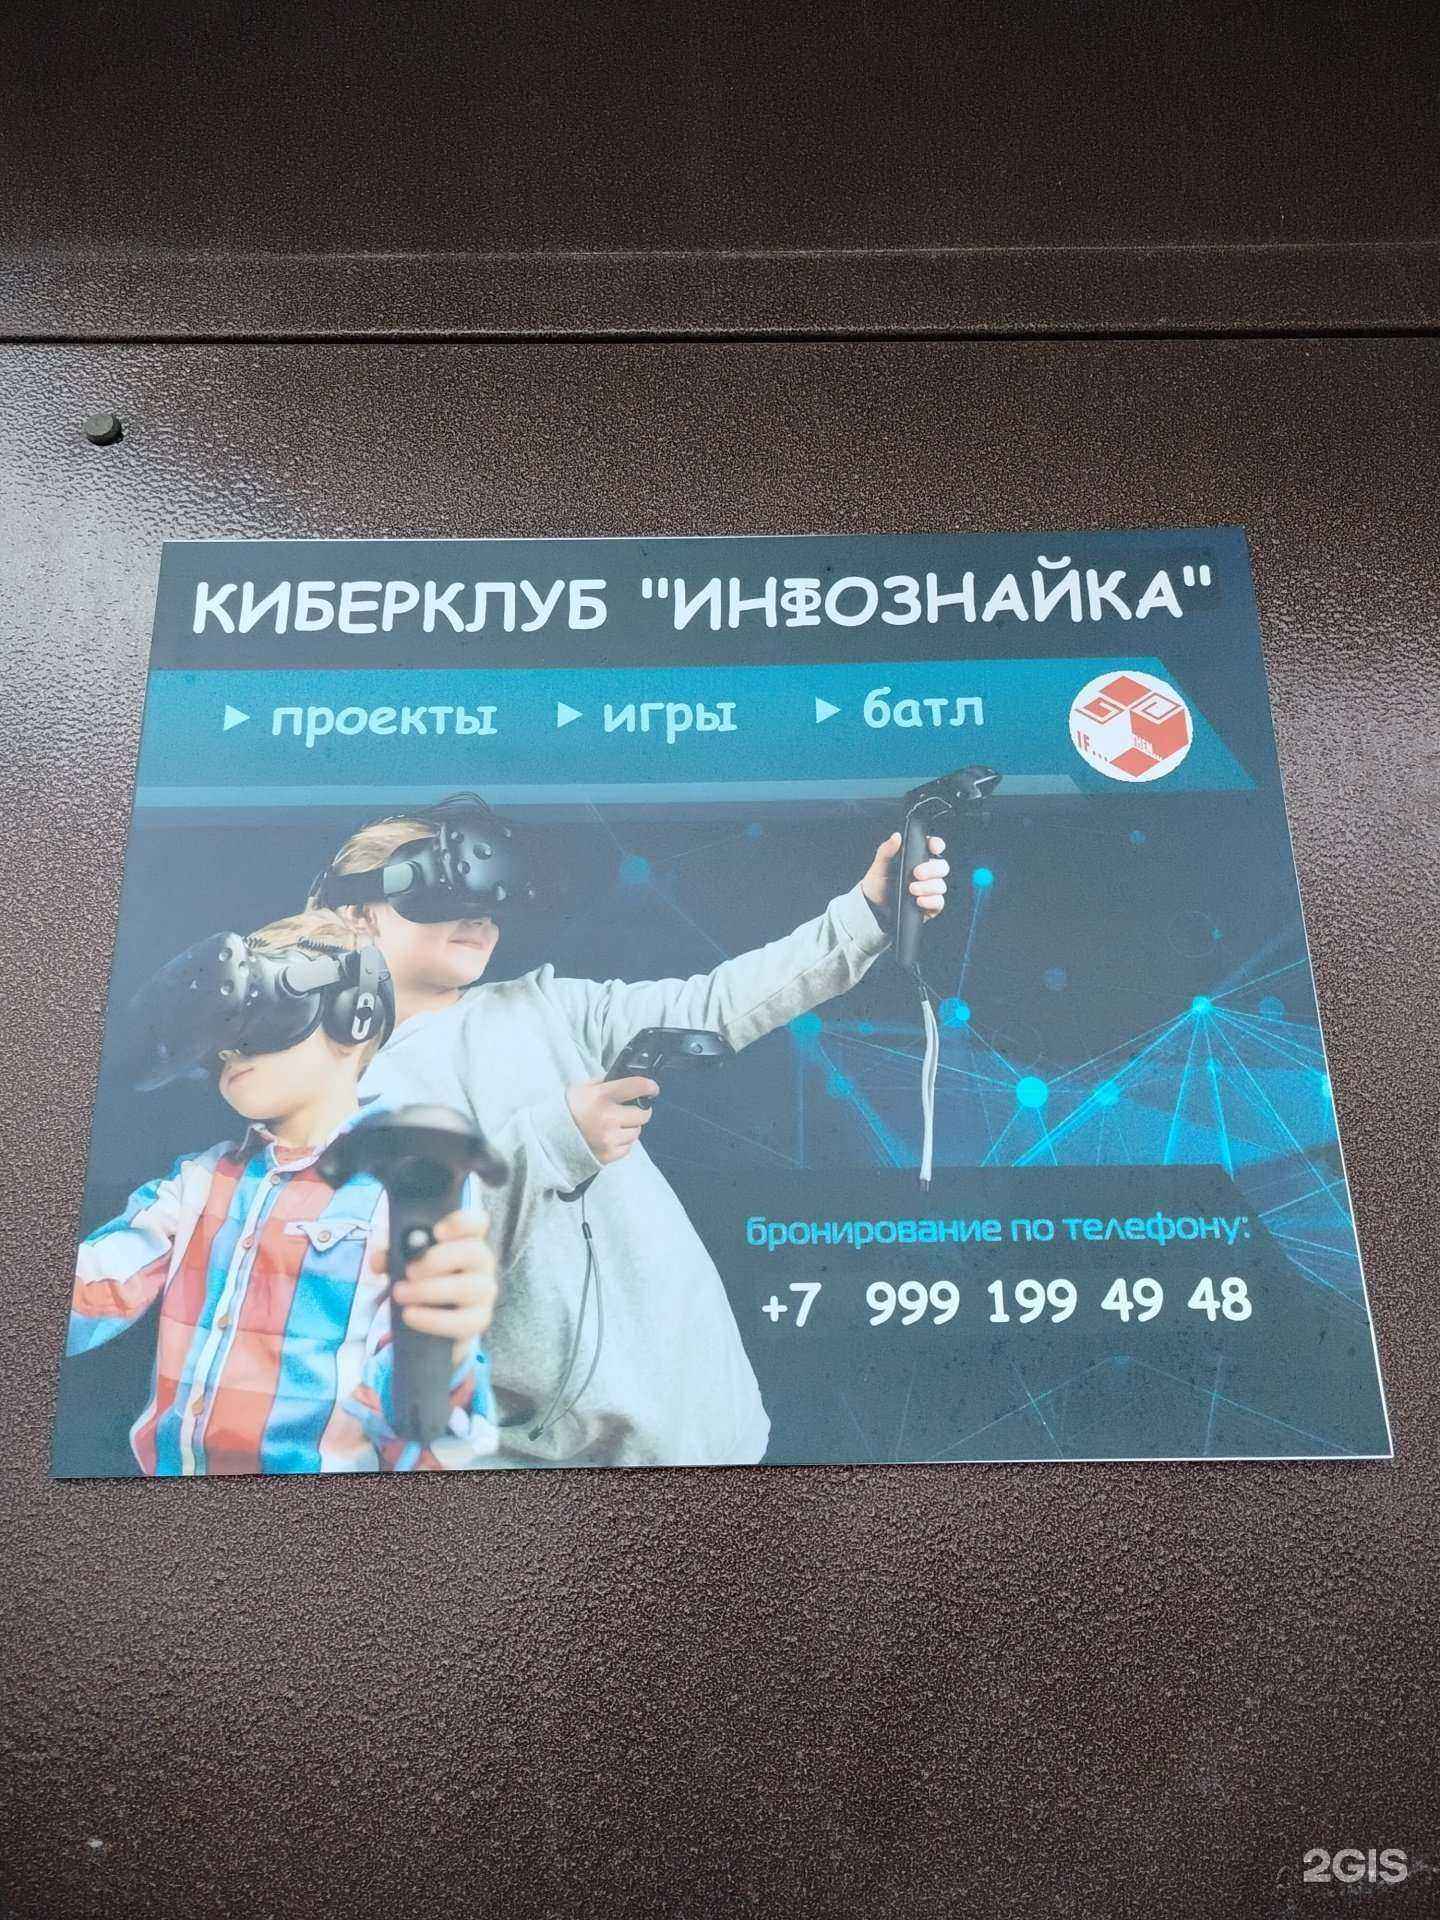 КИБЕРКЛУБ "ИНФОЗНАЙКА"
проекты игры батл
IF... THEN...
бронирование по телефону:
+7 999 199 49 48
2GIS